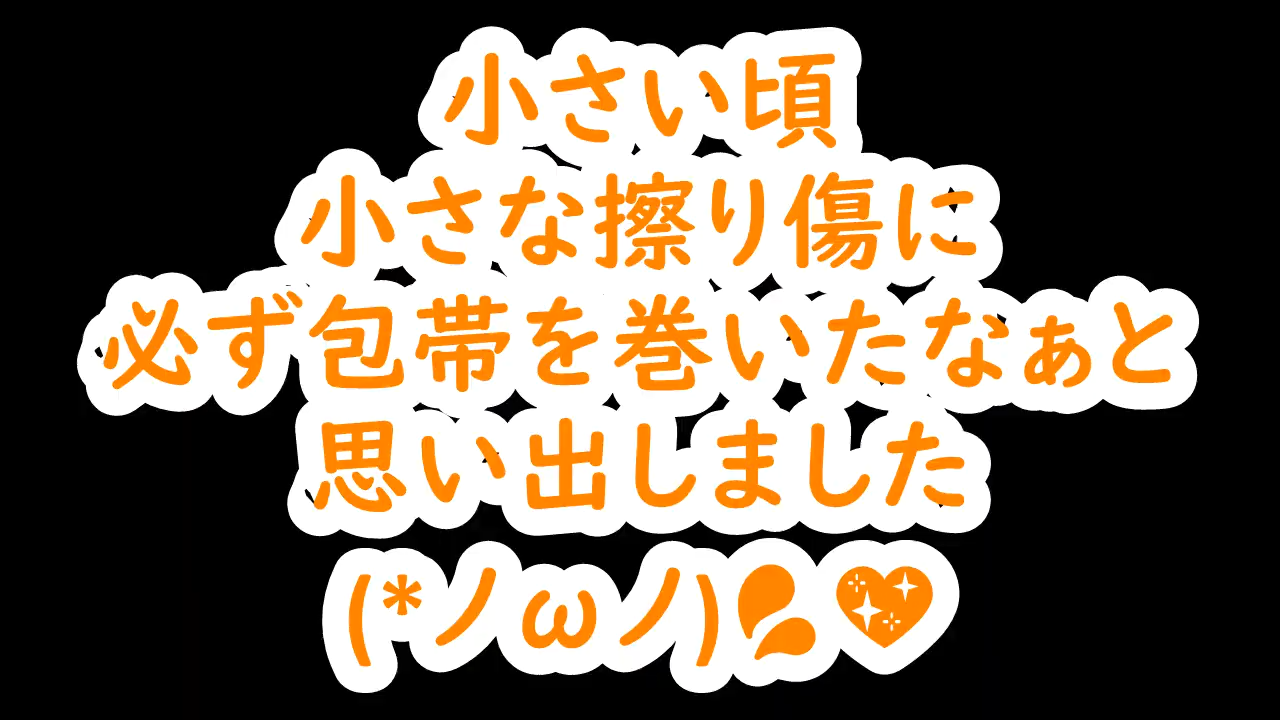 小さい頃
小さな擦り傷に
必ず包帯を巻いたなぁと
思い出しました
(*ノωノ)💦💖